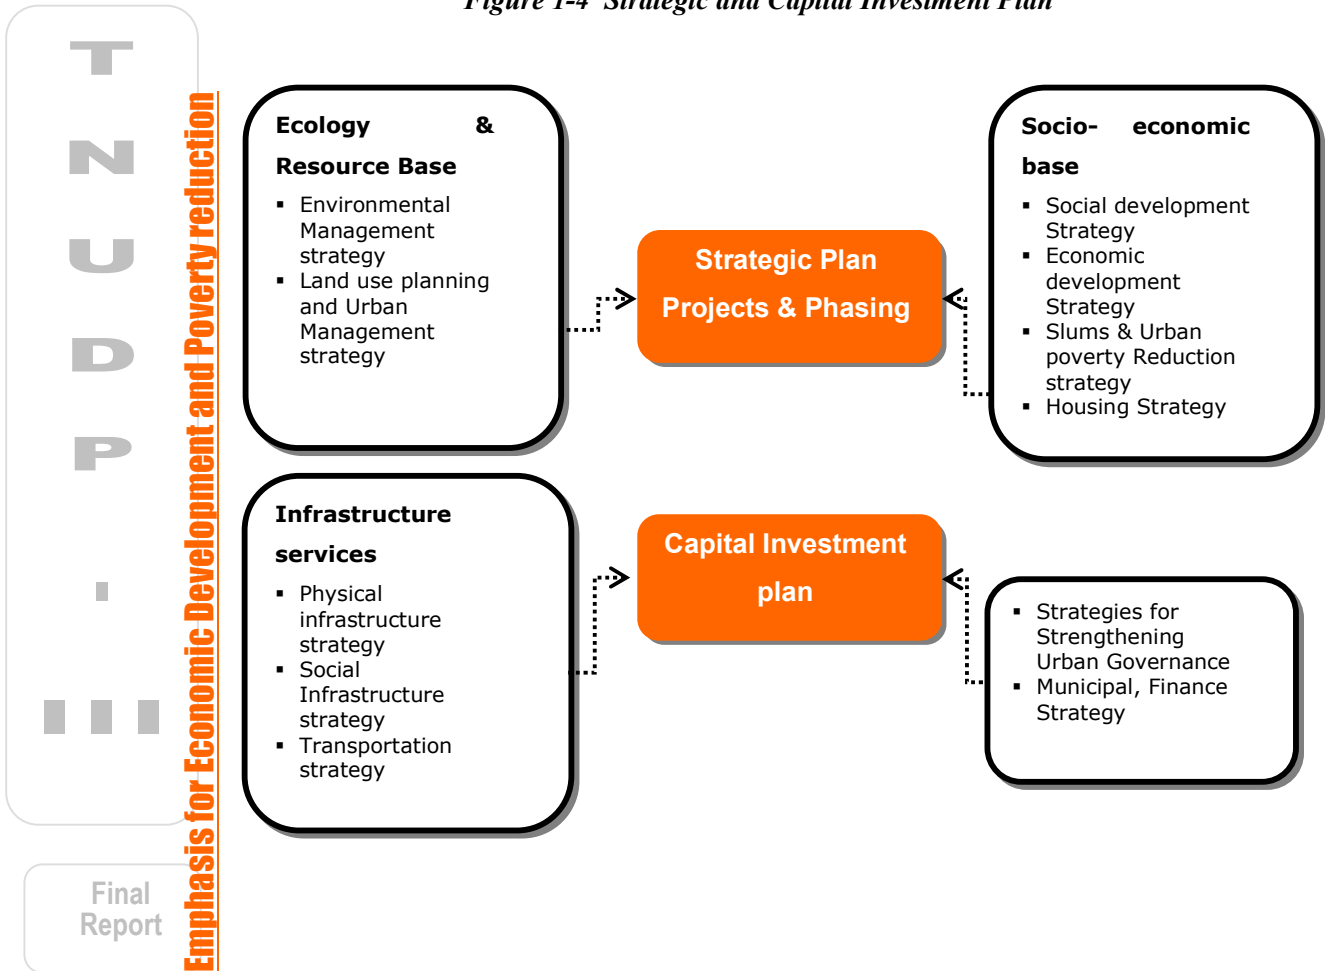 Figure 1-4 Strategic and Capital Investment Plan
T
N
U
D
P
.
III
Final
Report
Emphasis for Economic Development and Poverty reduction
Ecology &
Resource Base
▪ Environmental
Management
strategy
▪ Land use planning
and Urban
Management
strategy
Strategic Plan
Projects & Phasing
Socio- economic
base
▪ Social development
Strategy
▪ Economic
development
Strategy
▪ Slums & Urban
poverty Reduction
strategy
▪ Housing Strategy
Infrastructure
services
▪ Physical
infrastructure
strategy
▪ Social
Infrastructure
strategy
▪ Transportation
strategy
Capital Investment
plan
▪ Strategies for
Strengthening
Urban Governance
▪ Municipal, Finance
Strategy